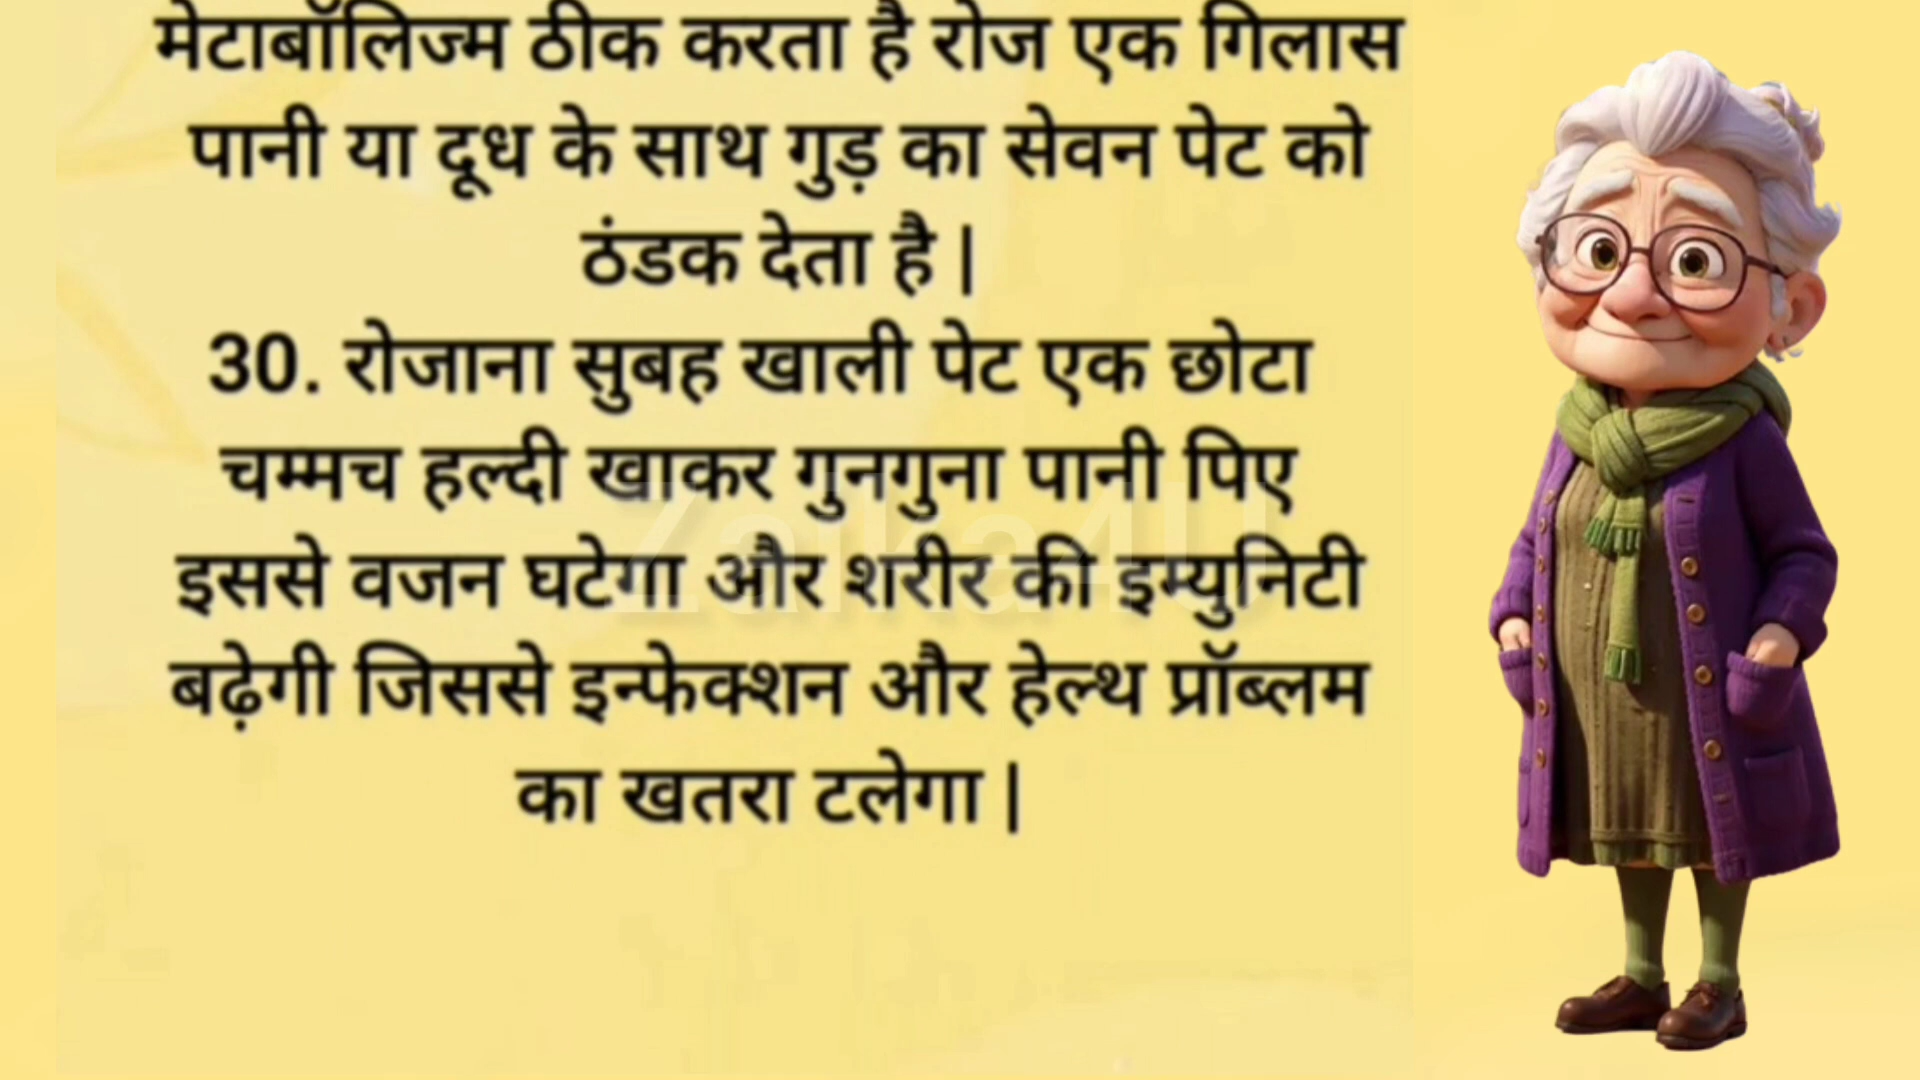 मेटाबॉलिज्म ठीक करता है रोज एक गिलास
पानी या दूध के साथ गुड़ का सेवन पेट को
ठंडक देता है |
30. रोजाना सुबह खाली पेट एक छोटा
चम्मच हल्दी खाकर गुनगुना पानी पिए
इससे वजन घटेगा और शरीर की इम्युनिटी
बढ़ेगी जिससे इन्फेक्शन और हेल्थ प्रॉब्लम
का खतरा टलेगा |
Zaika4U